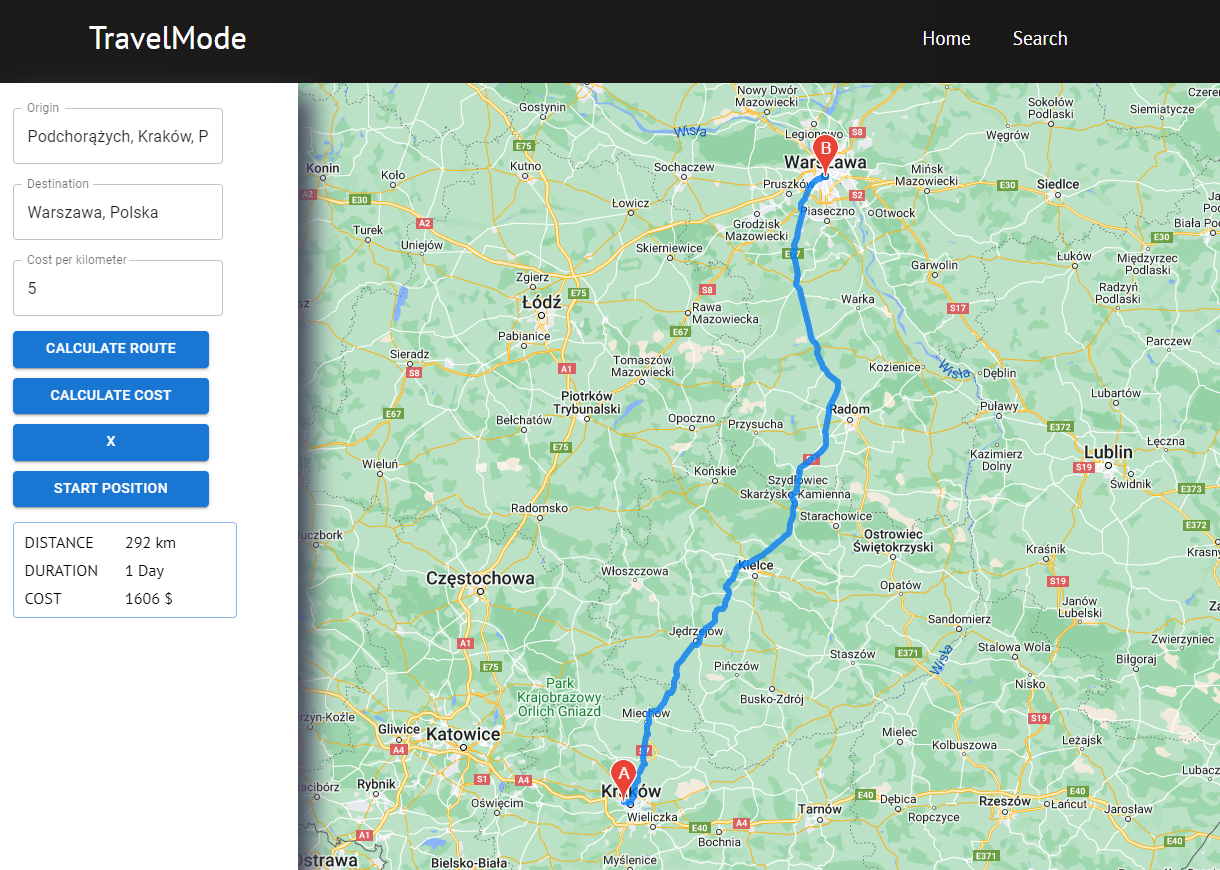 TravelMode
Home
Search
Origin
Podchorążych, Kraków, P
Destination
Warszawa, Polska
Cost per kilometer
5
CALCULATE ROUTE
CALCULATE COST
X
START POSITION
DISTANCE 292 km
DURATION 1 Day
COST 1606 $
Nowy Dwór
Mazowiecki
Gostynin
Wisła
Legionowo
S8
Sokołów
Podlaski
Siemiatycze
Węgrów
E75
Kutno
Sochaczew
B
Warszawa
Konin
Koło
A2
E30
Pruszków
S2
Mińsk
Mazowiecki
E30
Siedlce
Łowicz
Piaseczno
Otwock
Grodzisk
Mazowiecki
Biała Po
Turek
A2
Uniejów
Skierniewice
E77
E30
Łuków
Międzyrzec
Podlaski
Garwolin
Zgierz
E75
Łódź
S8
Rawa
Mazowiecka
Warka
S17
Radzyń
Podlaski
Pabianice
E67
Sieradz
S8
A1
Tomaszów
Mazowiecki
Kozienice
Wisła
Dęblin
Parczew
Piotrków
Trybunalski
E67
Bełchatów
Opoczno
Przysucha
Radom
Puławy
Lubartów
E372
Łęczna
E75
Wieluń
Końskie
S7
Kazimierz
Dolny
Lublin
S19
Świdnik
Szydłowiec
Skarżysko-Kamienna
E373
Radomsko
Starachowice
E372
Ostrowiec
Świętokrzyski
Kraśnik
Krasny
Kielce
Częstochowa
Włoszczowa
Opatów
S19
Janów
Lubelski
Sandomierz
Jędrzejów
A1
E75
Staszów
E371
Wisła
Stalowa Wola
Zwierzyniec
Biłgoraj
Pińczów
Park
Krajobrazowy
Orlich Gniazd
Busko-Zdrój
Nisko
Miechów
S19
Gliwice
Katowice
A4
S7
Mielec
Kolbuszowa
Leżajsk
S1
A4
A
Kraków
Rybnik
Oświęcim
Wieliczka
E40
A4
Bochnia
Tarnów
E40
Dębica
Ropczyce
Rzeszów
E40
Łańcut
Jarosław
A1
Myślenice
Bielsko-Biała
E371
E40